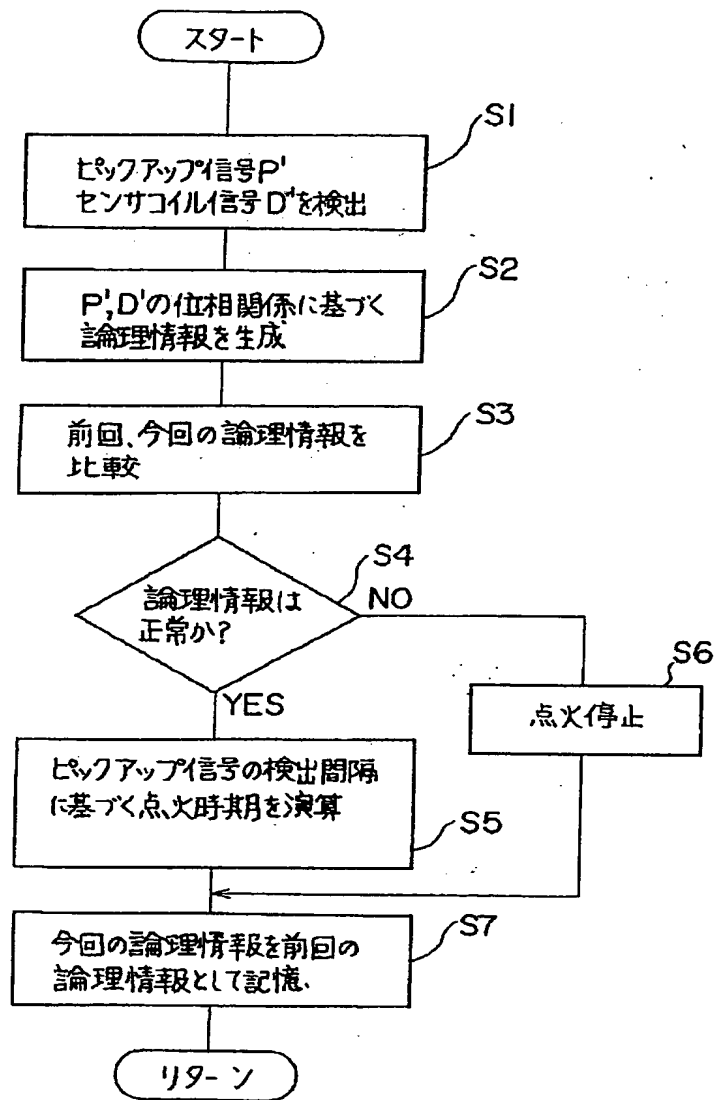 スタート
S1
ピックアップ信号P'
センサコイル信号D'を検出
S2
P',D'の位相関係に基づく
論理情報を生成
S3
前回、今回の論理情報を
比較
S4
論理情報は
正常か?
NO
YES
S6
点火停止
ピックアップ信号の検出間隔
に基づく点火時期を演算
S5
S7
今回の論理情報を前回の
論理情報として記憶.
リターン